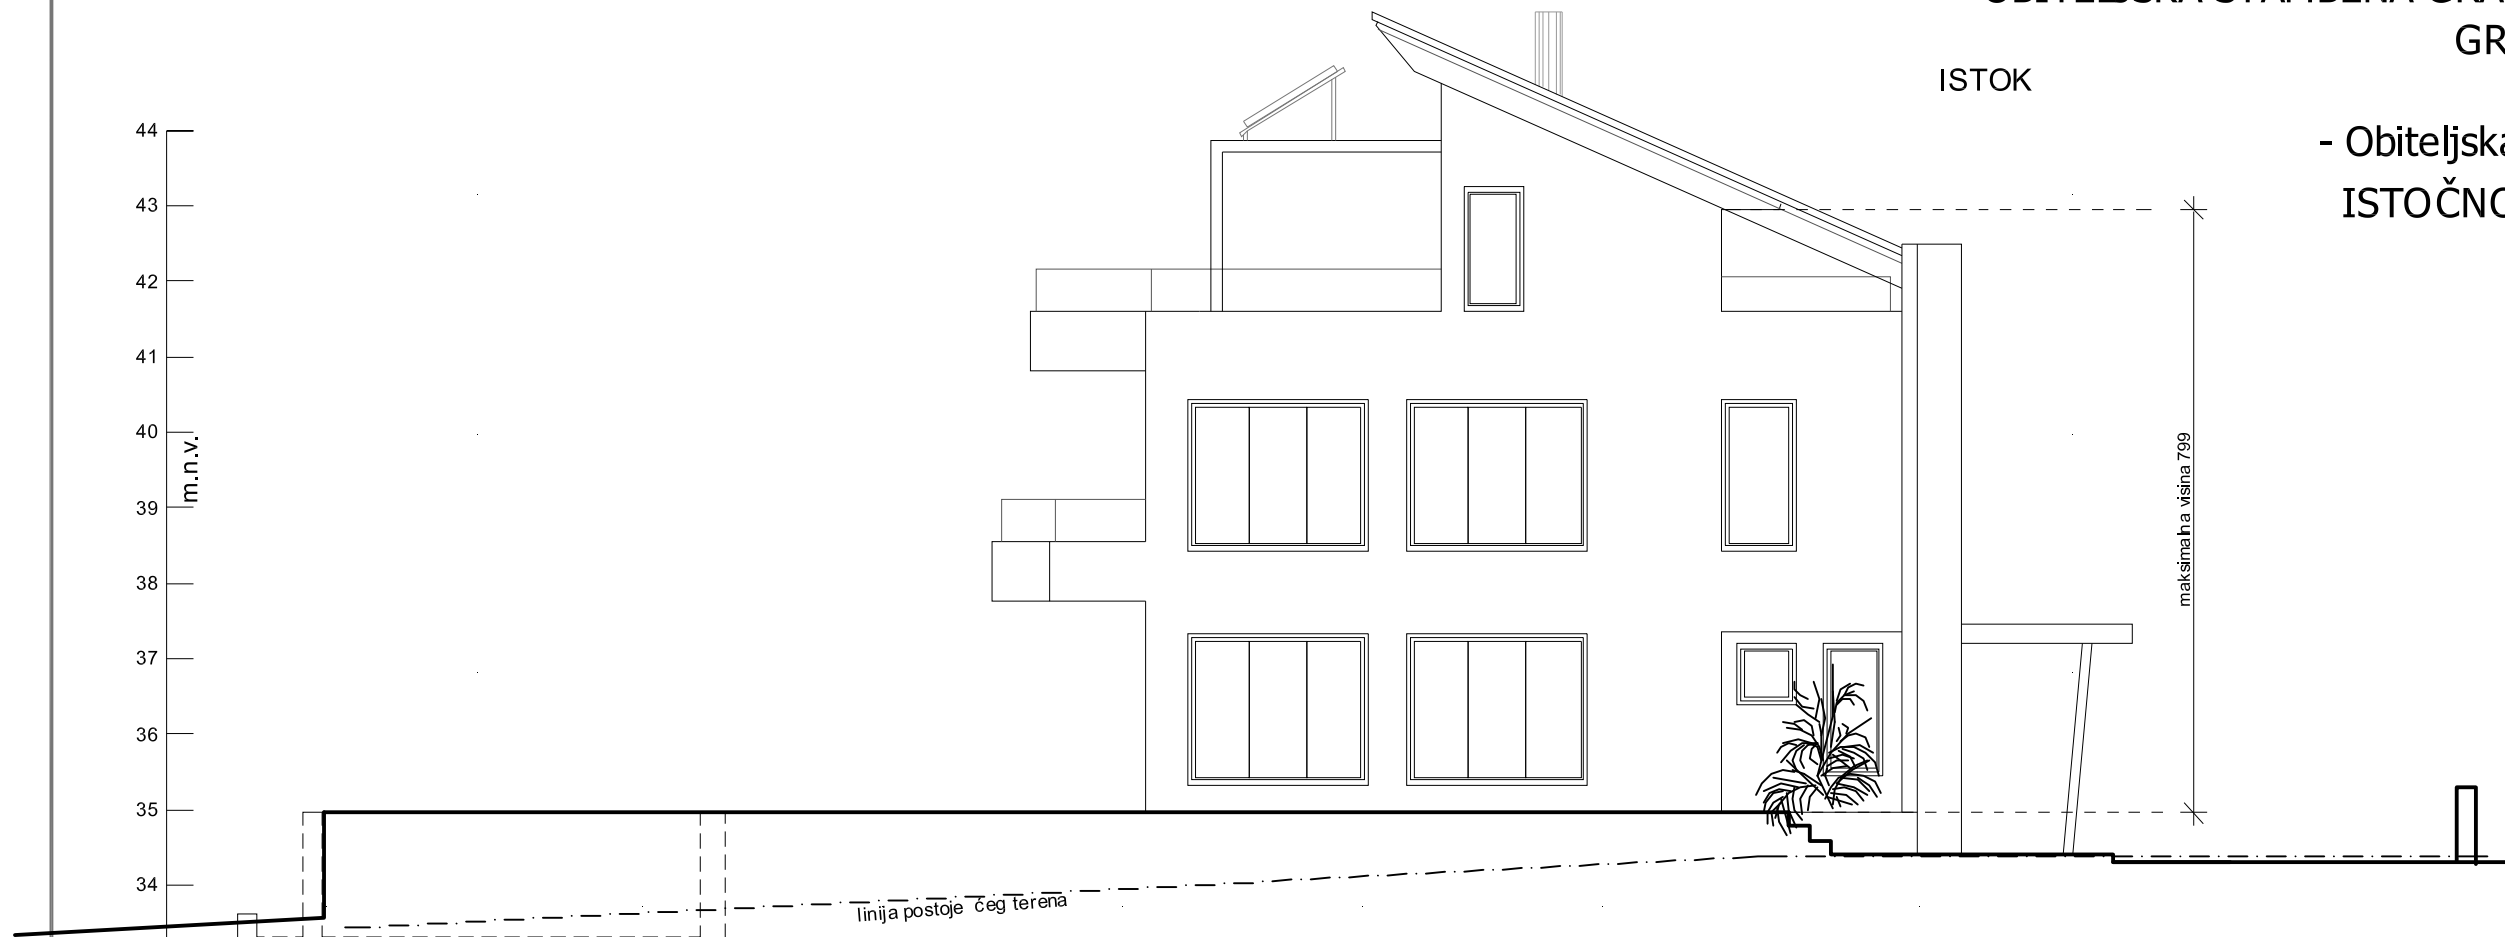 GR
ISTOK
- Obiteljska
ISTOČNO
44
43
42
41
40
39
38
37
36
35
34
m.n.v.
maksimalna visina 799
linija postoje ćeg terena